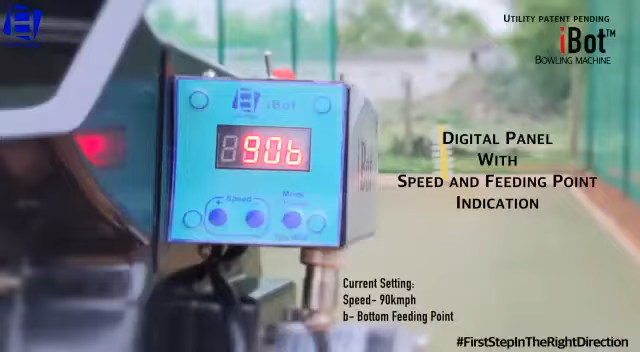 UTILITY PATENT PENDING
iBot™
BOWLING MACHINE
iBot
90b
Speed
Mode
DIGITAL PANEL
WITH
SPEED AND FEEDING POINT
INDICATION
Current Setting:
Speed- 90kmph
b- Bottom Feeding Point
#FirstStepInTheRightDirection